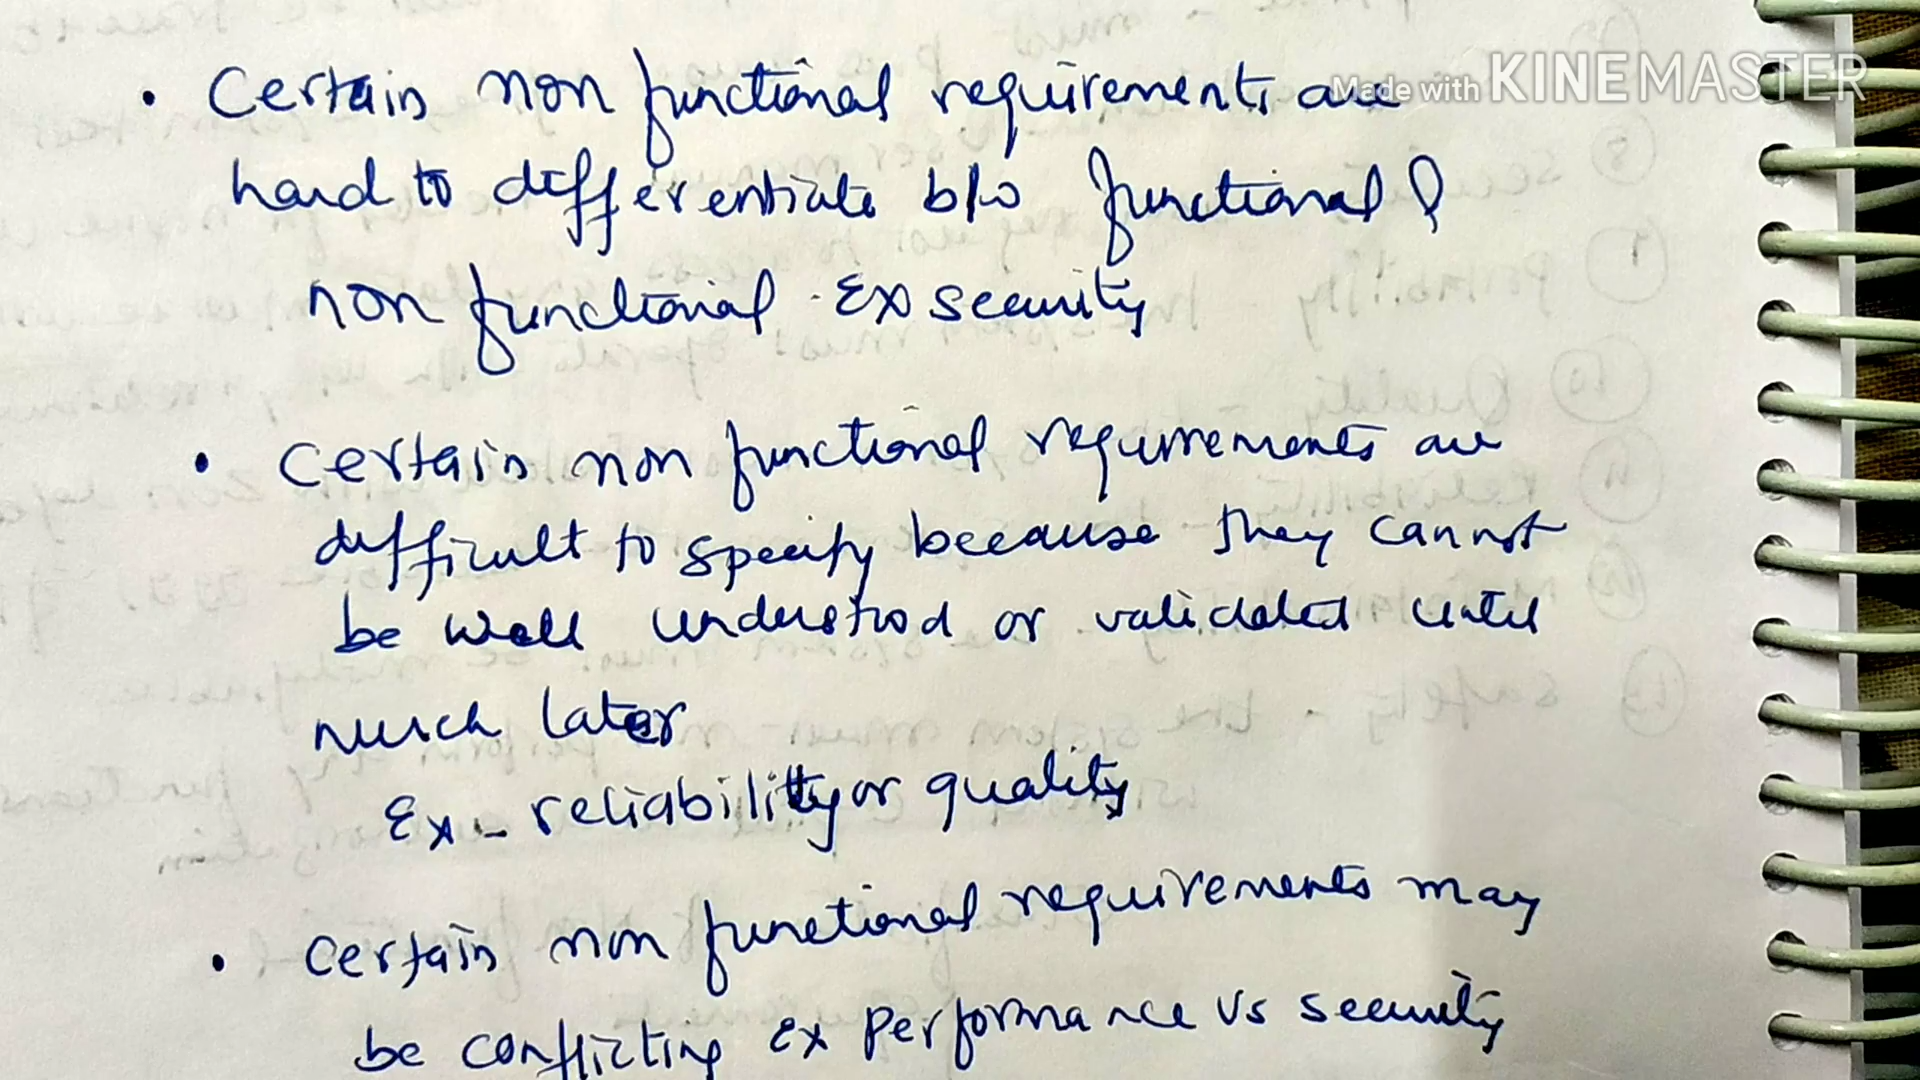 Made with KINEMASTER
• Certain non functional requirements are
hard to differentiate b/w functional &
non functional . Ex security
• Certain non functional requirements are
difficult to specify because they cannot
be well understood or validated until
much later
Ex - reliability or quality
• Certain non functional requirements may
be conflicting Ex Performance Vs security